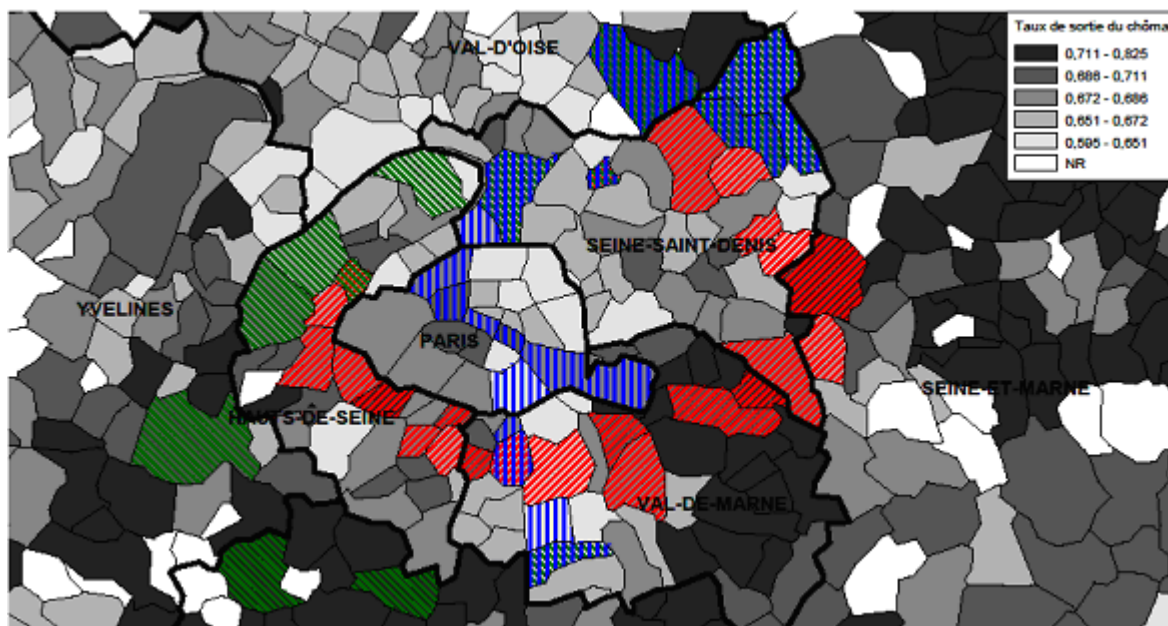 Taux de sortie du chôma
0,711 - 0,825
0,686 - 0,711
0,672 - 0,686
0,651 - 0,672
0,595 - 0,651
NR
VAL-D'OISE
SEINE-SAINT-DENIS
YVELINES
PARIS
SEINE-ET-MARNE
HAUTS-DE-SEINE
VAL-DE-MARNE